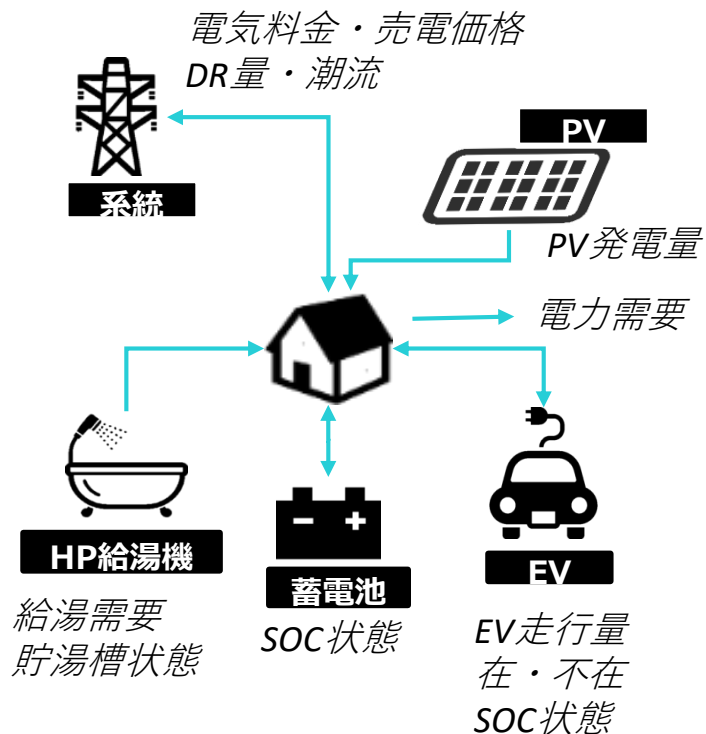 電気料金・売電価格
DR量・潮流
系統
PV
PV発電量
電力需要
HP給湯機
給湯需要
貯湯槽状態
蓄電池
SOC状態
EV
EV走行量
在・不在
SOC状態